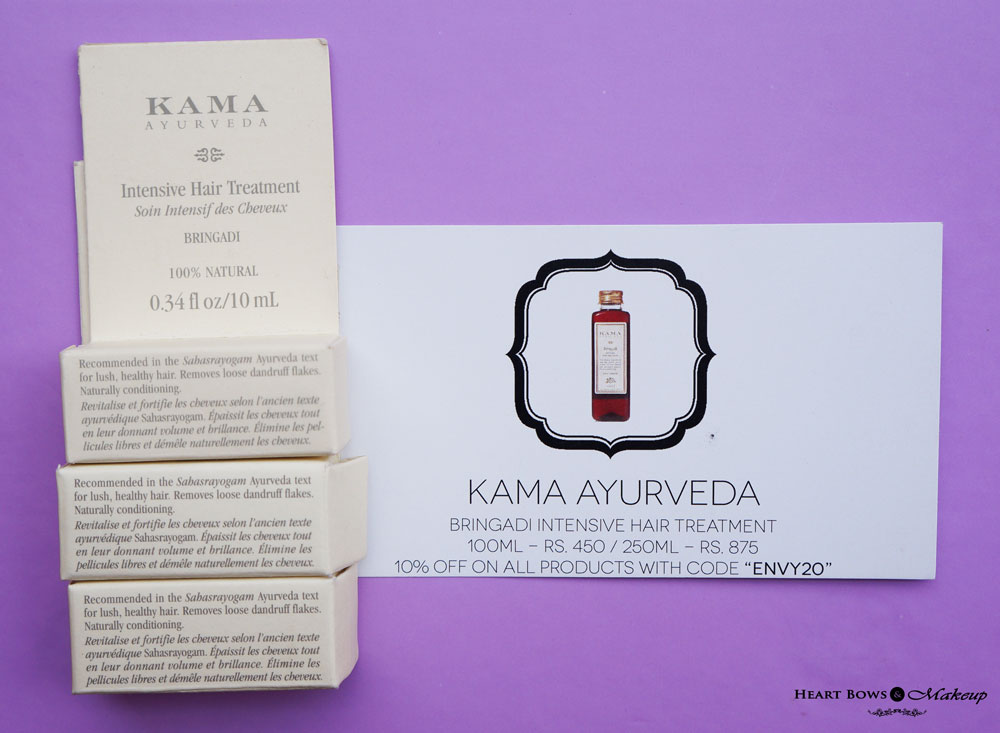 KAMA
AYURVEDA
Intensive Hair Treatment
Soin Intensif des Cheveux
BRINGADI
100% NATURAL
0.34 fl oz/10 mL
Recommended in the Sahasrayogam Ayurveda text
for lush, healthy hair. Removes loose dandruff flakes.
Naturally conditioning.
Revitalise et fortifie les cheveux selon l'ancien texte
ayurvédique Sahasrayogam. Épaissit les cheveux tout
en leur donnant volume et brillance. Élimine les pel-
licules libres et démêle naturellement les cheveux.
Recommended in the Sahasrayogam Ayurveda text
for lush, healthy hair. Removes loose dandruff flakes.
Naturally conditioning.
Revitalise et fortifie les cheveux selon l'ancien texte
ayurvédique Sahasrayogam. Épaissit les cheveux tout
en leur donnant volume et brillance. Élimine les
pellicules libres et démêle naturellement les cheveux.
Recommended in the Sahasrayogam Ayurveda text
for lush, healthy hair. Removes loose dandruff flakes.
Naturally conditioning.
Revitalise et fortifie les cheveux selon l'ancien texte
ayurvédique Sahasrayogam. Épaissit les cheveux tout
en leur donnant volume et brillance. Élimine les
pellicules libres et démêle naturellement les cheveux.
KAMA
KAMA AYURVEDA
BRINGADI INTENSIVE HAIR TREATMENT
100ML – RS. 450 / 250ML – RS. 875
10% OFF ON ALL PRODUCTS WITH CODE “ENVY20”
HEART BOWS & Makeup